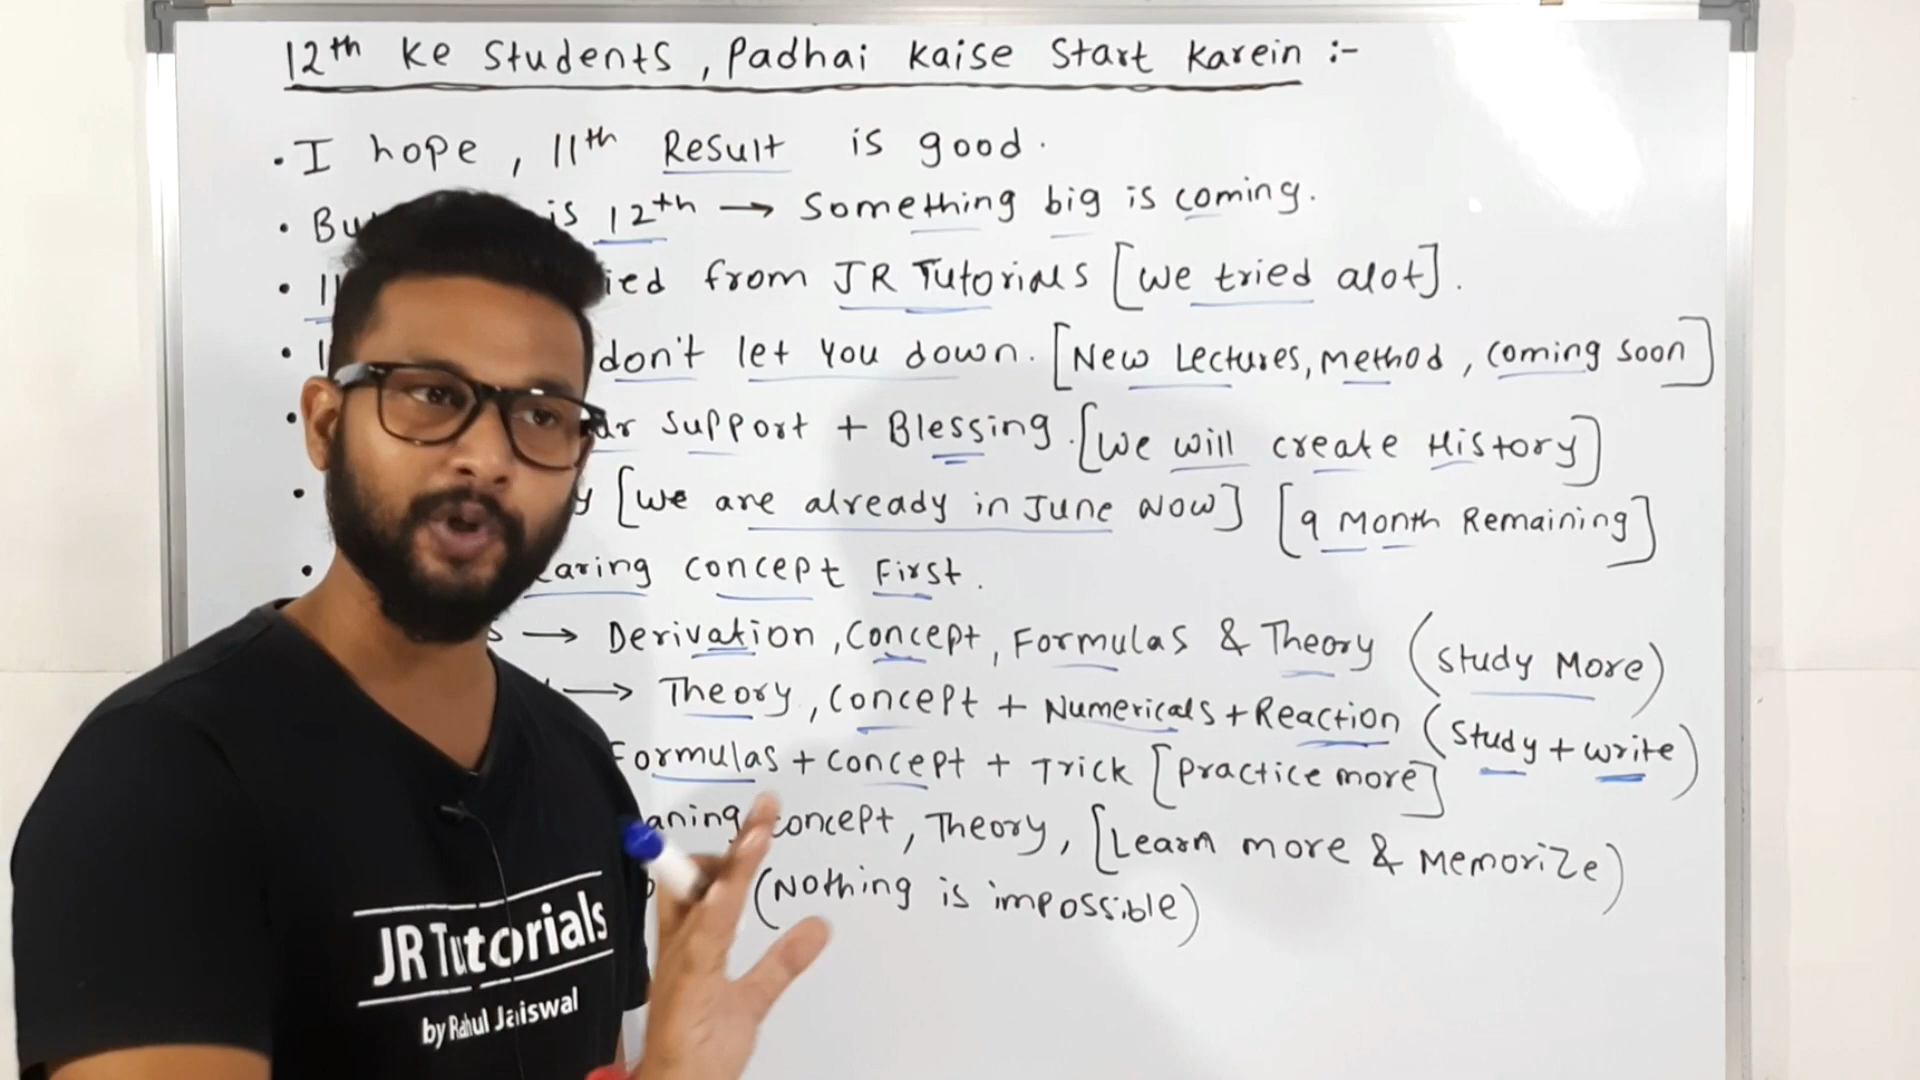 12th Ke Students, Padhai Kaise Start Karein :-
• I hope, 11th Result is good.
• is 12th → Something big is coming.
• from JR Tutorials [we tried alot].
• don't let You down. [New Lectures, Method, Coming Soon]
• Support + Blessing. [We will create History]
• [we are already in June Now] [9 Month Remaining]
• Concept First.
→ Derivation, Concept, Formulas & Theory (Study More)
→ Theory, Concept + Numericals + Reaction (Study + Write)
Formulas + Concept + Trick [Practice more]
concept, Theory, [Learn more & Memorize)
(Nothing is impossible)
JR Tutorials
by Rahul Jaiswal